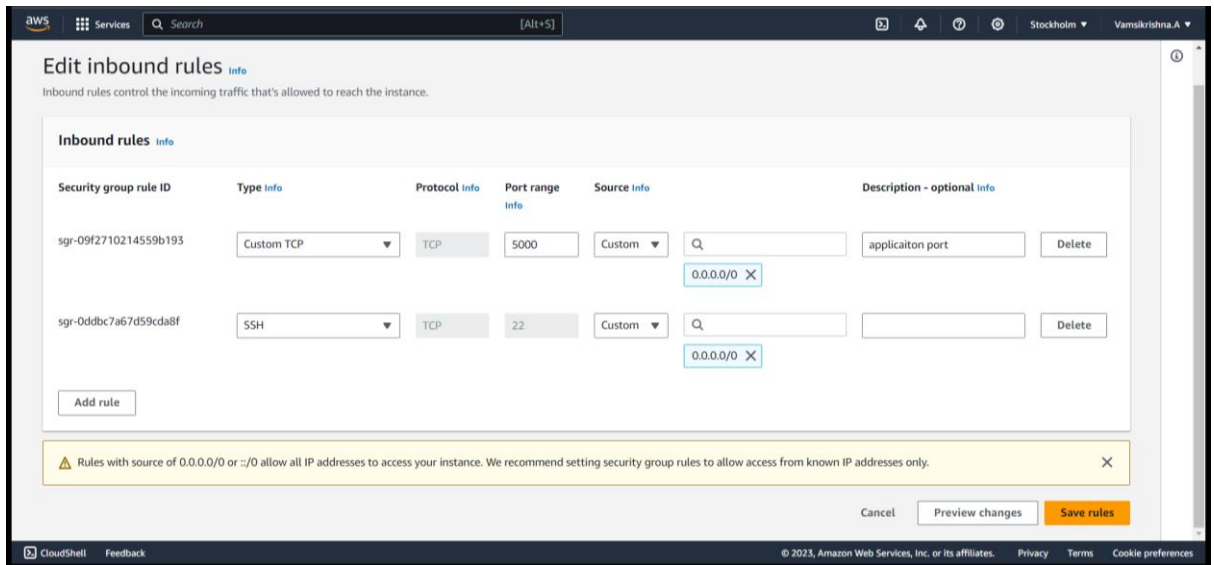 aws Services Search [Alt+S] Stockholm Vamsikrishna.A
Edit inbound rules Info
Inbound rules control the incoming traffic that's allowed to reach the instance.
Inbound rules Info
Security group rule ID Type Info Protocol Info Port range Info Source Info Description - optional Info
sgr-09f2710214559b193 Custom TCP TCP 5000 Custom applicaiton port Delete
0.0.0.0/0
sgr-0ddbc7a67d59cda8f SSH TCP 22 Custom Delete
0.0.0.0/0
Add rule
Rules with source of 0.0.0.0/0 or ::/0 allow all IP addresses to access your instance. We recommend setting security group rules to allow access from known IP addresses only.
Cancel Preview changes Save rules
CloudShell Feedback © 2023, Amazon Web Services, Inc. or its affiliates. Privacy Terms Cookie preferences